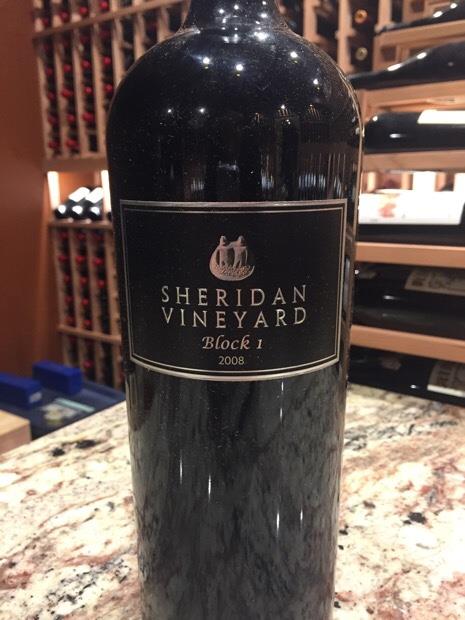 SHERIDAN
VINEYARD
Block 1
2008